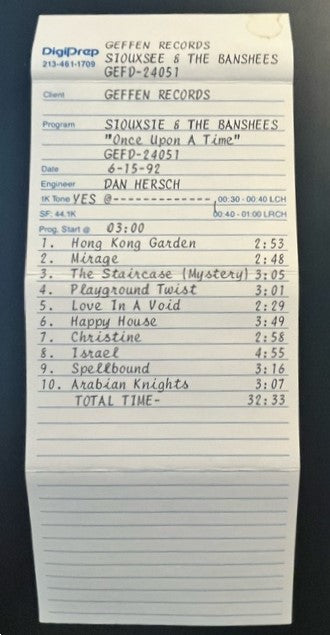 DigiPrep GEFFEN RECORDS
213-461-1709 SIOUXSEE & THE BANSHEES
GEFD-24051
Client GEFFEN RECORDS
Program SIOUXSIE & THE BANSHEES
"Once Upon A Time"
GEFD-24051
Date 6-15-92
Engineer DAN HERSCH
1K Tone YES @------------- 00:30 - 00:40 LCH
SF: 44.1K 00:40 - 01:00 LRCH
Prog. Start @ 03:00
1. Hong Kong Garden 2:53
2. Mirage 2:48
3. The Staircase (Mystery) 3:05
4. Playground Twist 3:01
5. Love In A Void 2:29
6. Happy House 3:49
7. Christine 2:58
8. Israel 4:55
9. Spellbound 3:16
10. Arabian Knights 3:07
TOTAL TIME- 32:33